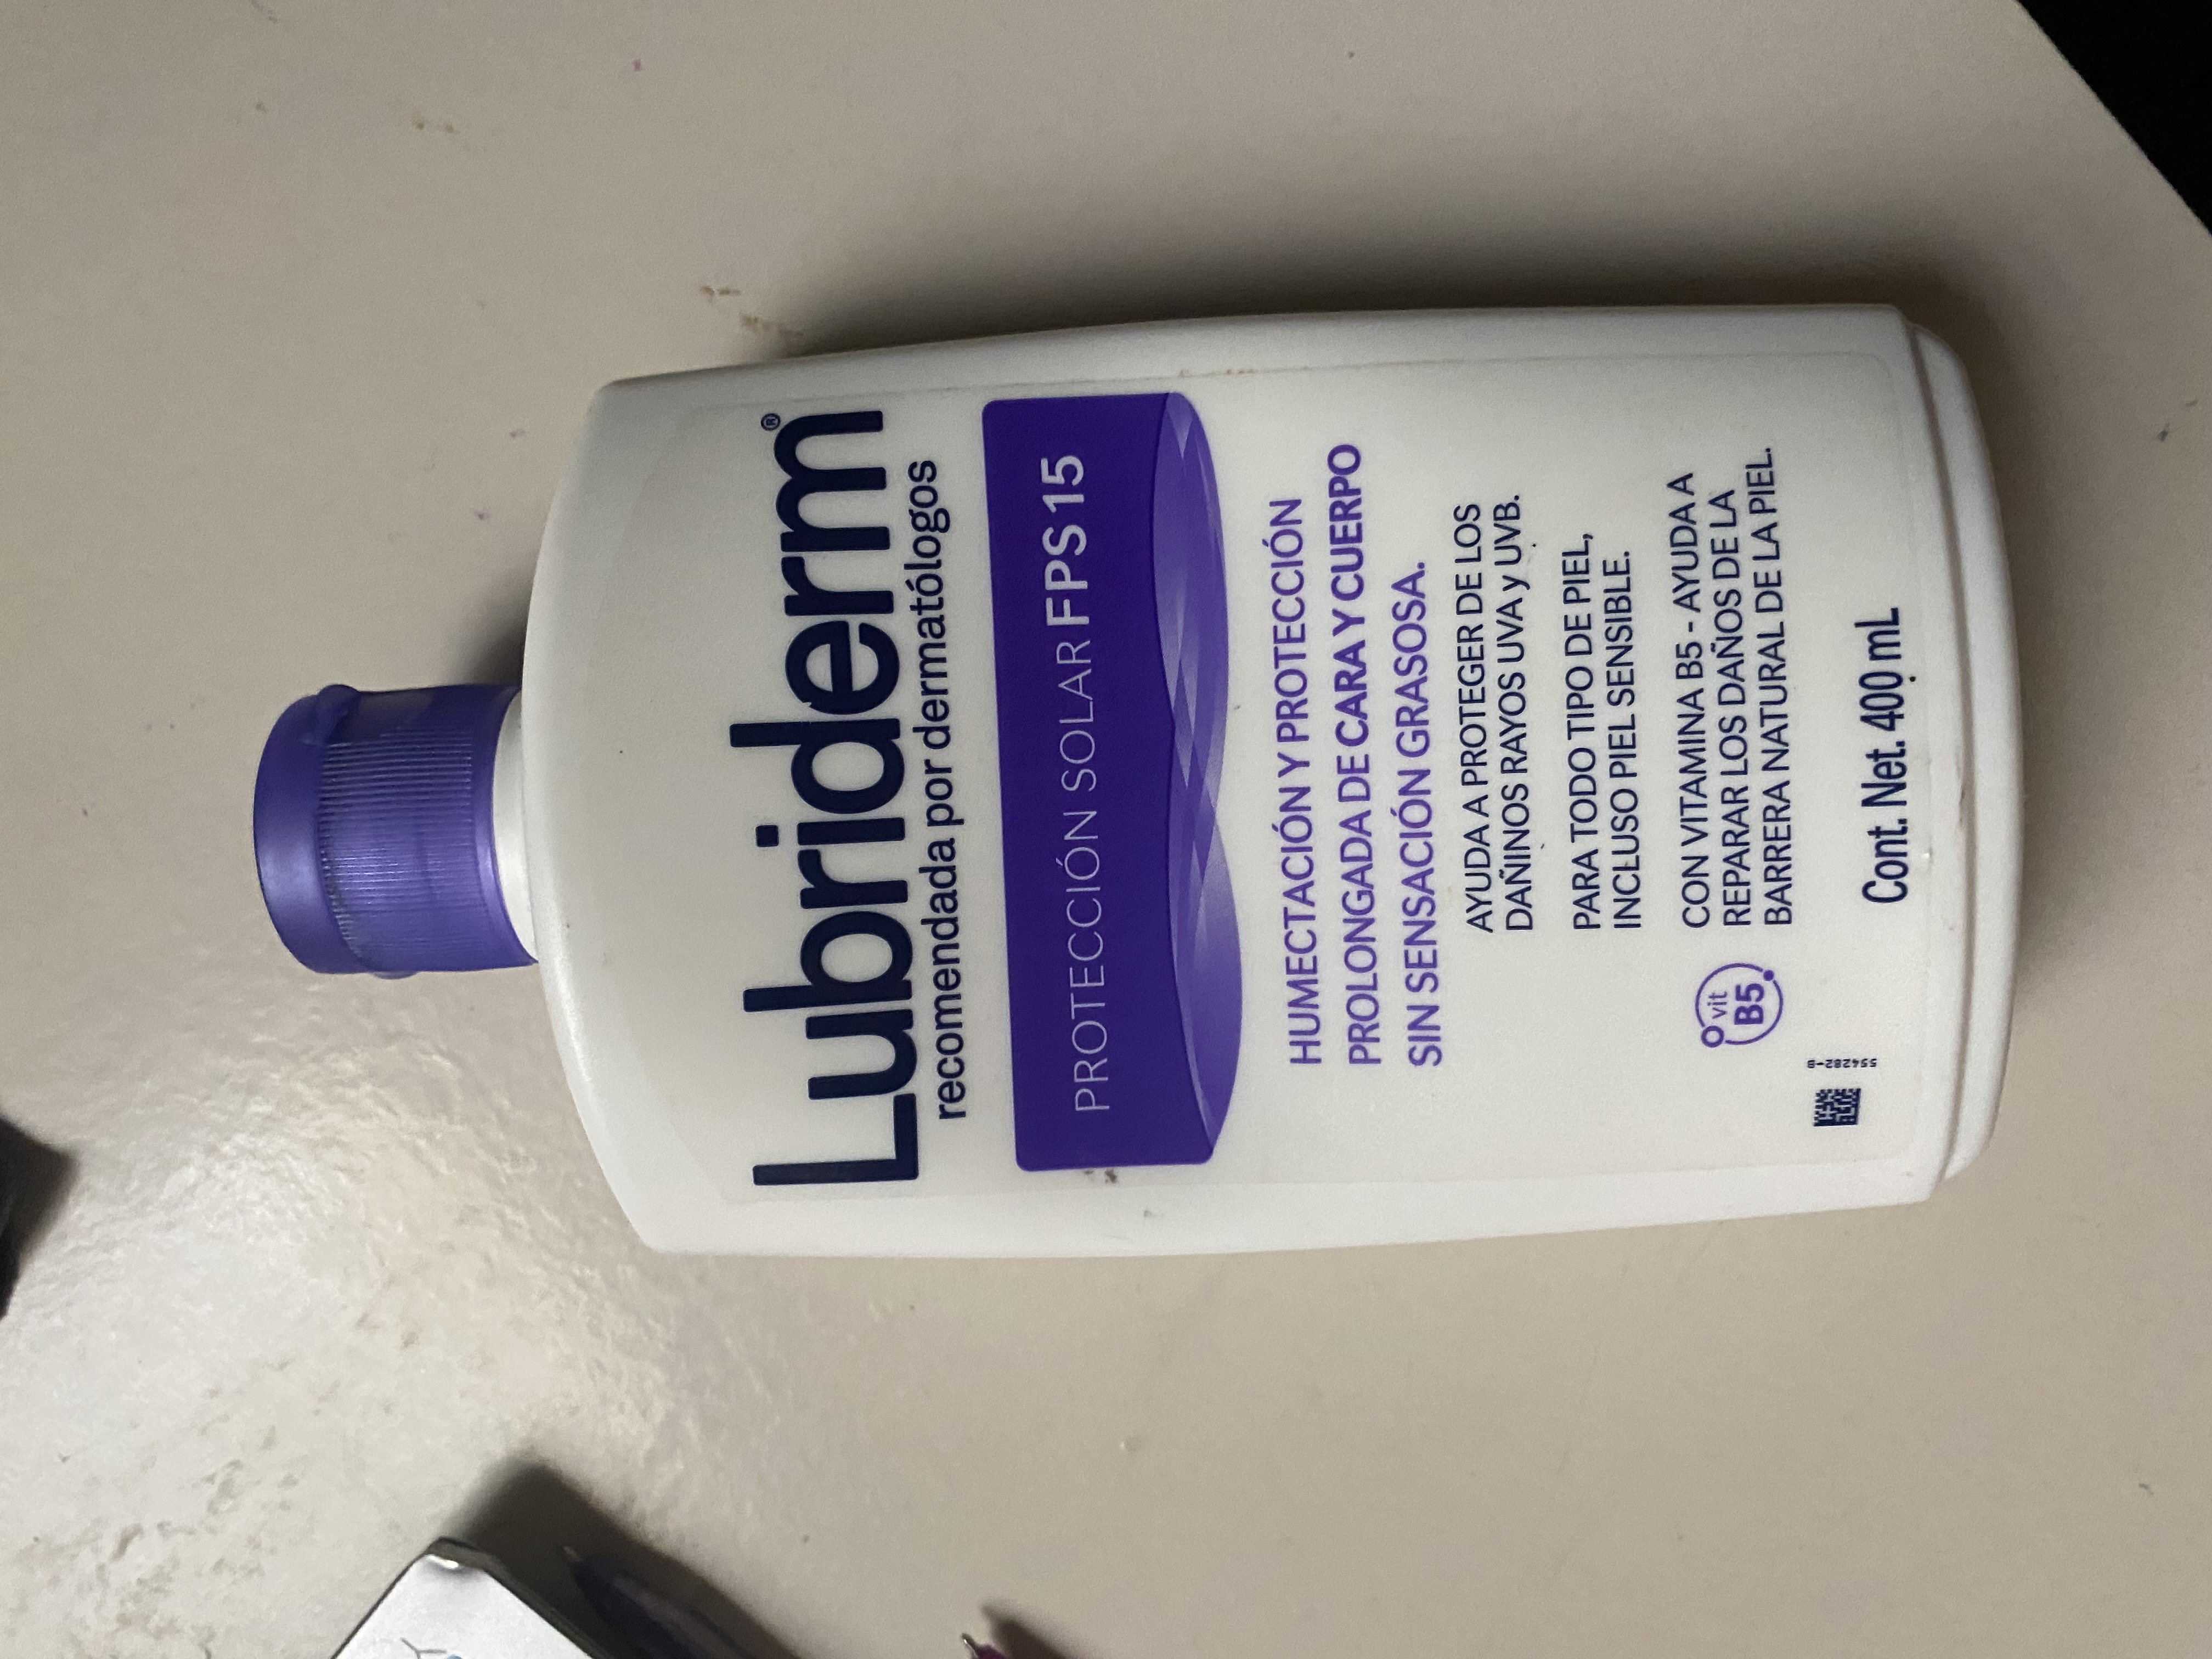 Lubriderm®
recomendada por dermatólogos
PROTECCIÓN SOLAR FPS 15
HUMECTACIÓN Y PROTECCIÓN
PROLONGADA DE CARA Y CUERPO
SIN SENSACIÓN GRASOSA.
AYUDA A PROTEGER DE LOS
DAÑINOS RAYOS UVA y UVB.
PARA TODO TIPO DE PIEL,
INCLUSO PIEL SENSIBLE.
vit
B5
CON VITAMINA B5 - AYUDA A
REPARAR LOS DAÑOS DE LA
BARRERA NATURAL DE LA PIEL.
554282-B
Cont. Net. 400 mL